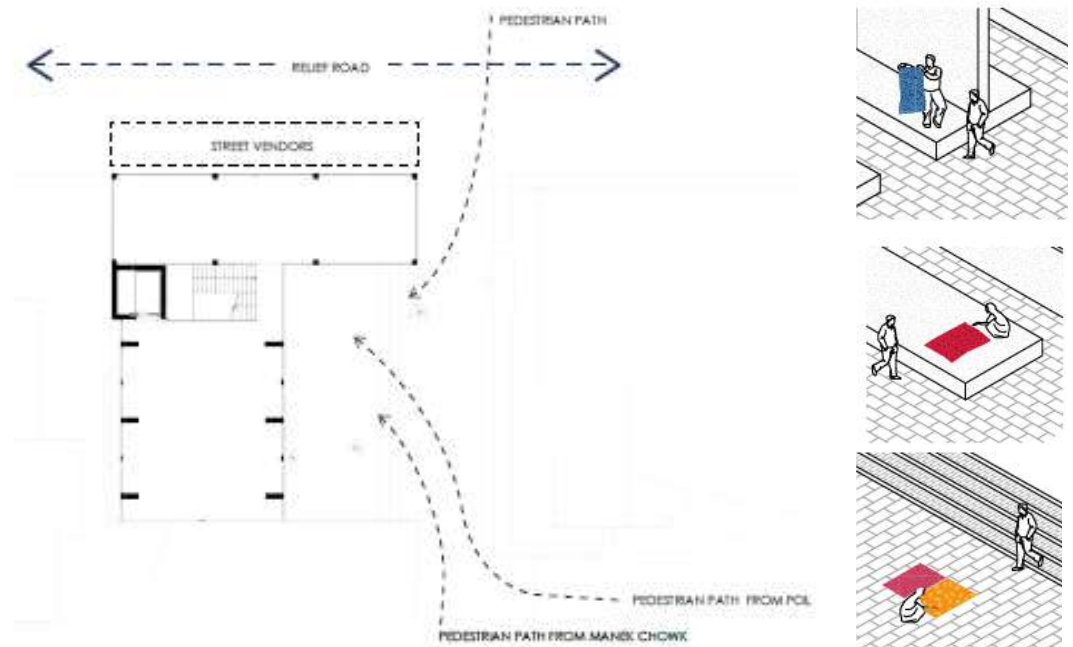 PEDESTRIAN PATH
RELIEF ROAD
STREET VENDORS
PEDESTRIAN PATH FROM POL
PEDESTRIAN PATH FROM MANEK CHOWK